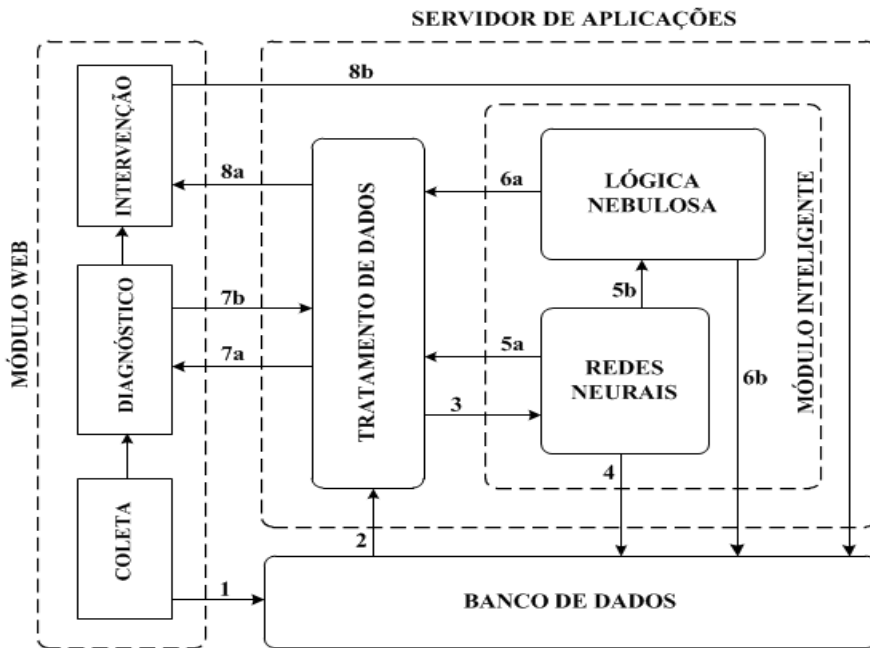 SERVIDOR DE APLICAÇÕES
8b
INTERVENÇÃO
8a
6a
LÓGICA
NEBULOSA
TRATAMENTO DE DADOS
MÓDULO WEB
MÓDULO INTELIGENTE
DIAGNÓSTICO
7b
5b
7a
5a
REDES
NEURAIS
6b
3
4
COLETA
2
1
BANCO DE DADOS